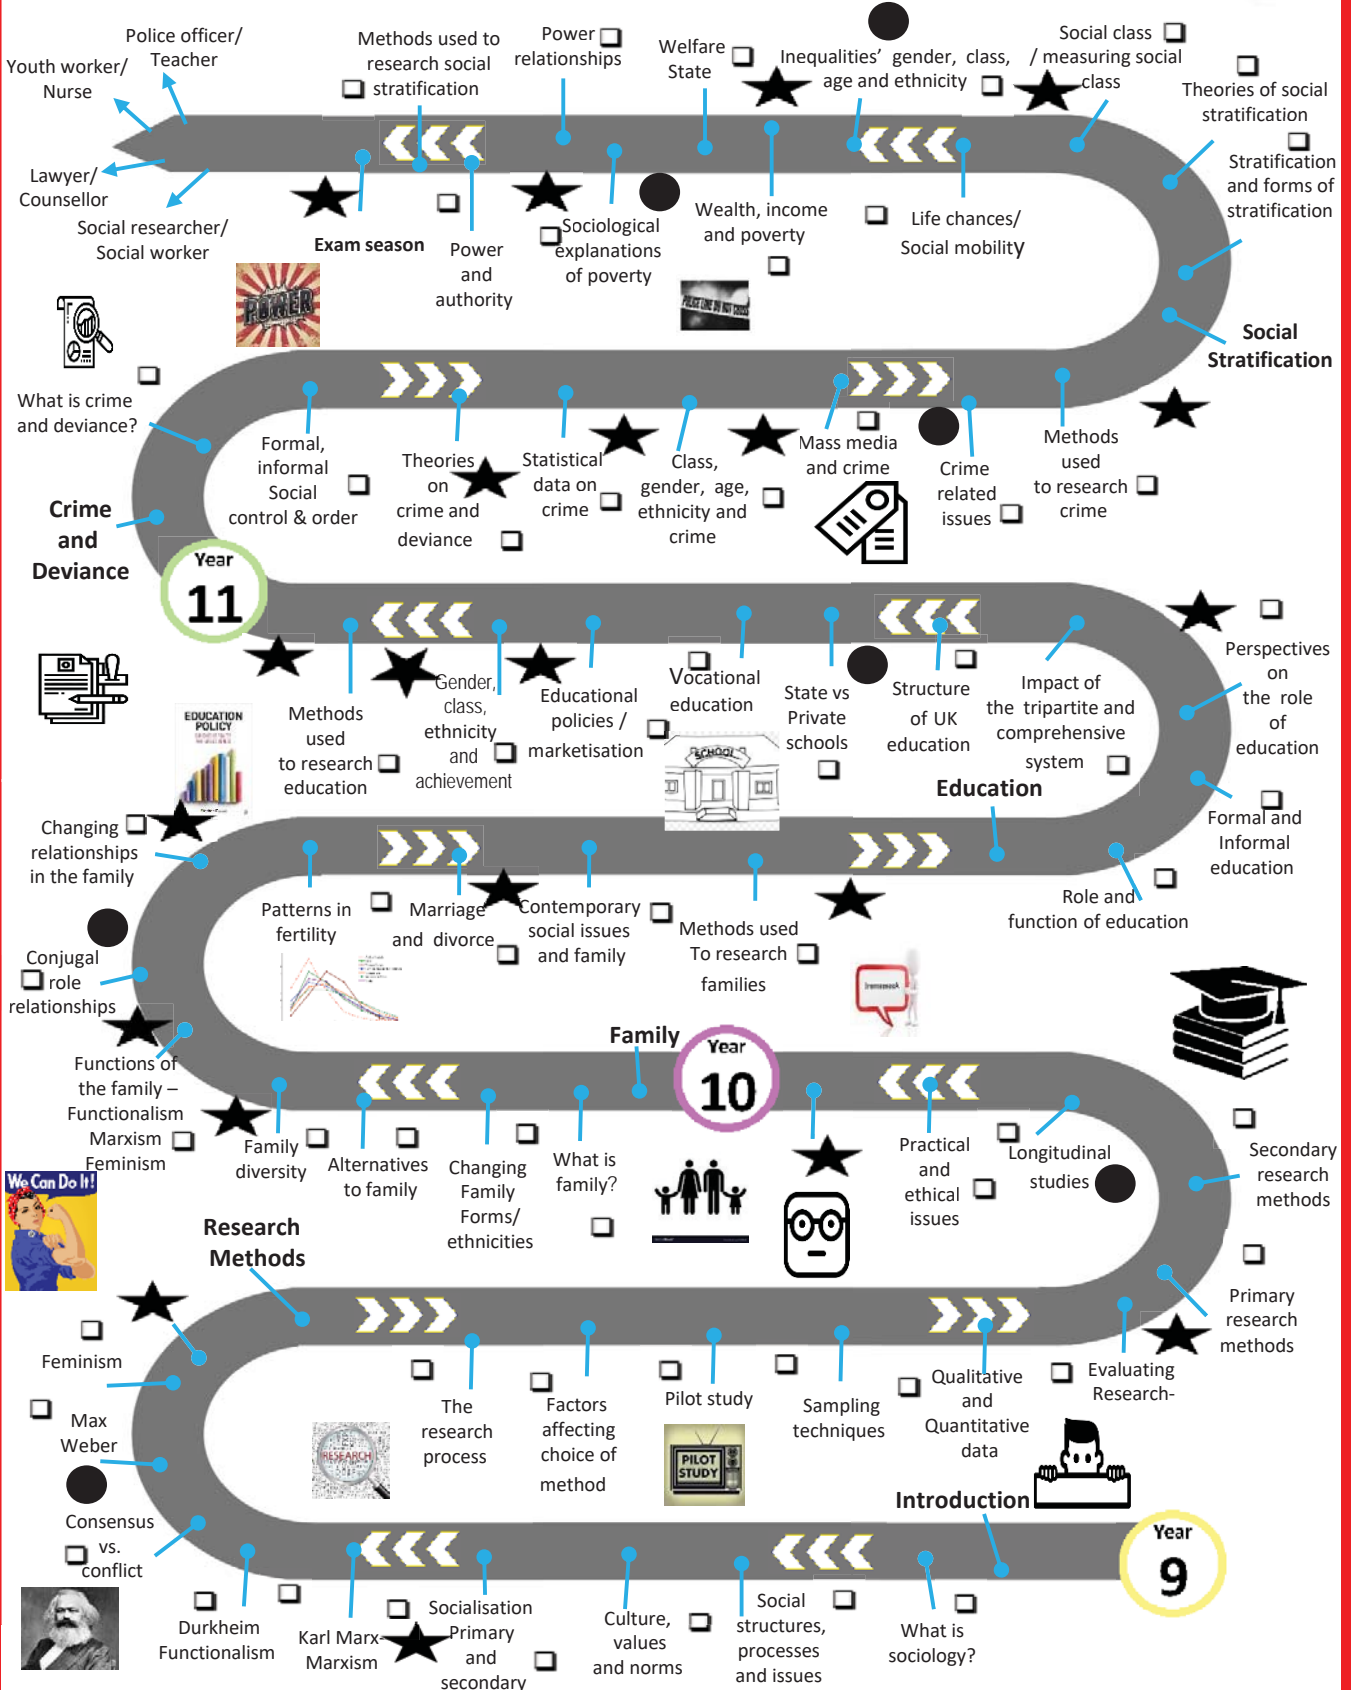 Police officer/
Teacher
Youth worker/
Nurse
Lawyer/
Counsellor
Social researcher/
Social worker
Methods used to
research social
stratification
Power
relationships
Welfare
State
Inequalities’ gender, class,
age and ethnicity
Social class
/ measuring social
class
Theories of social
stratification
Stratification
and forms of
stratification
Exam season
Power
and
authority
Sociological
explanations
of poverty
Wealth, income
and poverty
Life chances/
Social mobility
POWER
POLICE LINE DO NOT CROSS
Social
Stratification
What is crime
and deviance?
Formal,
informal
Social
control & order
Theories
on
crime and
deviance
Statistical
data on
crime
Class,
gender, age,
ethnicity and
crime
Mass media
and crime
Crime
related
issues
Methods
used
to research
crime
Crime
and
Deviance
Year
11
Methods
used
to research
education
Gender,
class,
ethnicity
and
achievement
Educational
policies /
marketisation
Vocational
education
State vs
Private
schools
Structure
of UK
education
Impact of
the tripartite and
comprehensive
system
Perspectives
on
the role
of
education
EDUCATION
POLICY
SCHOOL
Education
Formal and
Informal
education
Role and
function of education
Changing
relationships
in the family
Patterns in
fertility
Marriage
and divorce
Contemporary
social issues
and family
Methods used
To research
families
Conjugal
role
relationships
Functions of
the family –
Functionalism
Marxism
Feminism
Family
Year
10
Family
diversity
Alternatives
to family
Changing
Family
Forms/
ethnicities
What is
family?
Practical
and
ethical
issues
Longitudinal
studies
Secondary
research
methods
We Can Do It!
Research
Methods
Primary
research
methods
Evaluating
Research-
Feminism
Max
Weber
The
research
process
Factors
affecting
choice of
method
Pilot study
Sampling
techniques
Qualitative
and
Quantitative
data
RESEARCH
PILOT
STUDY
Introduction
Year
9
Consensus
vs.
conflict
Durkheim
Functionalism
Karl Marx-
Marxism
Socialisation
Primary
and
secondary
Culture,
values
and norms
Social
structures,
processes
and issues
What is
sociology?